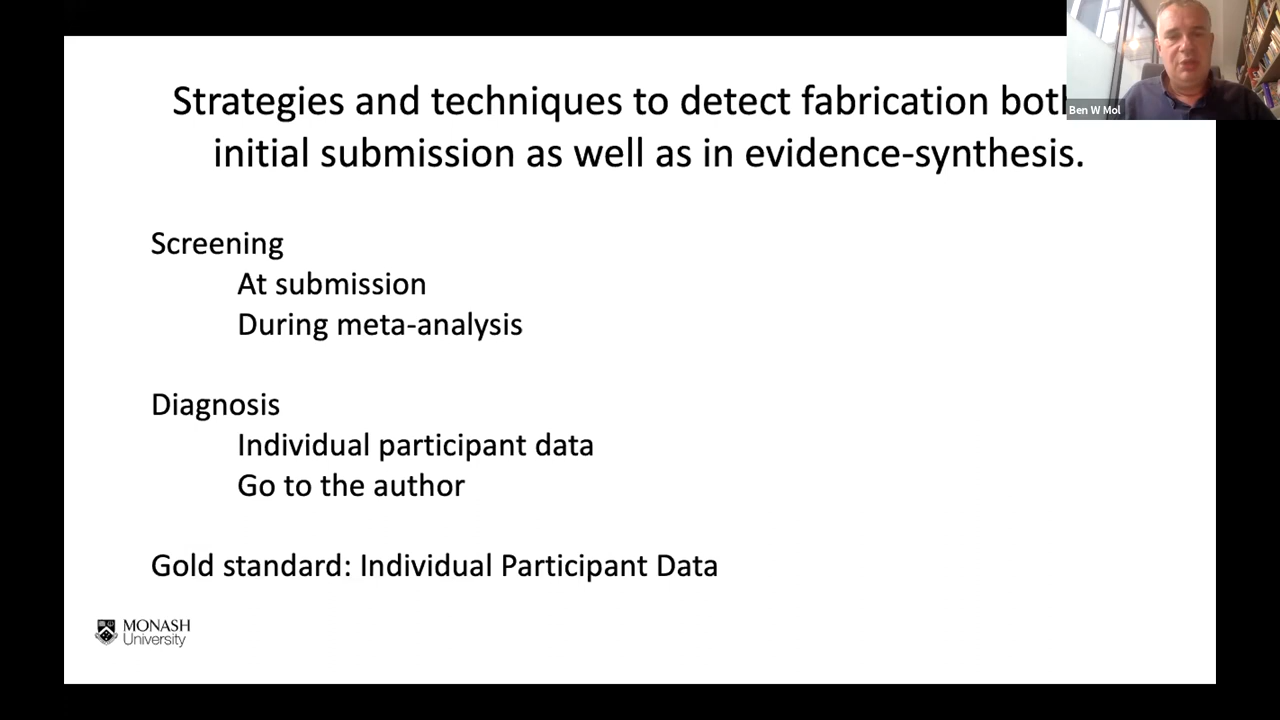 Strategies and techniques to detect fabrication both
initial submission as well as in evidence-synthesis.
Ben W Mol
Screening
At submission
During meta-analysis
Diagnosis
Individual participant data
Go to the author
Gold standard: Individual Participant Data
MONASH
University